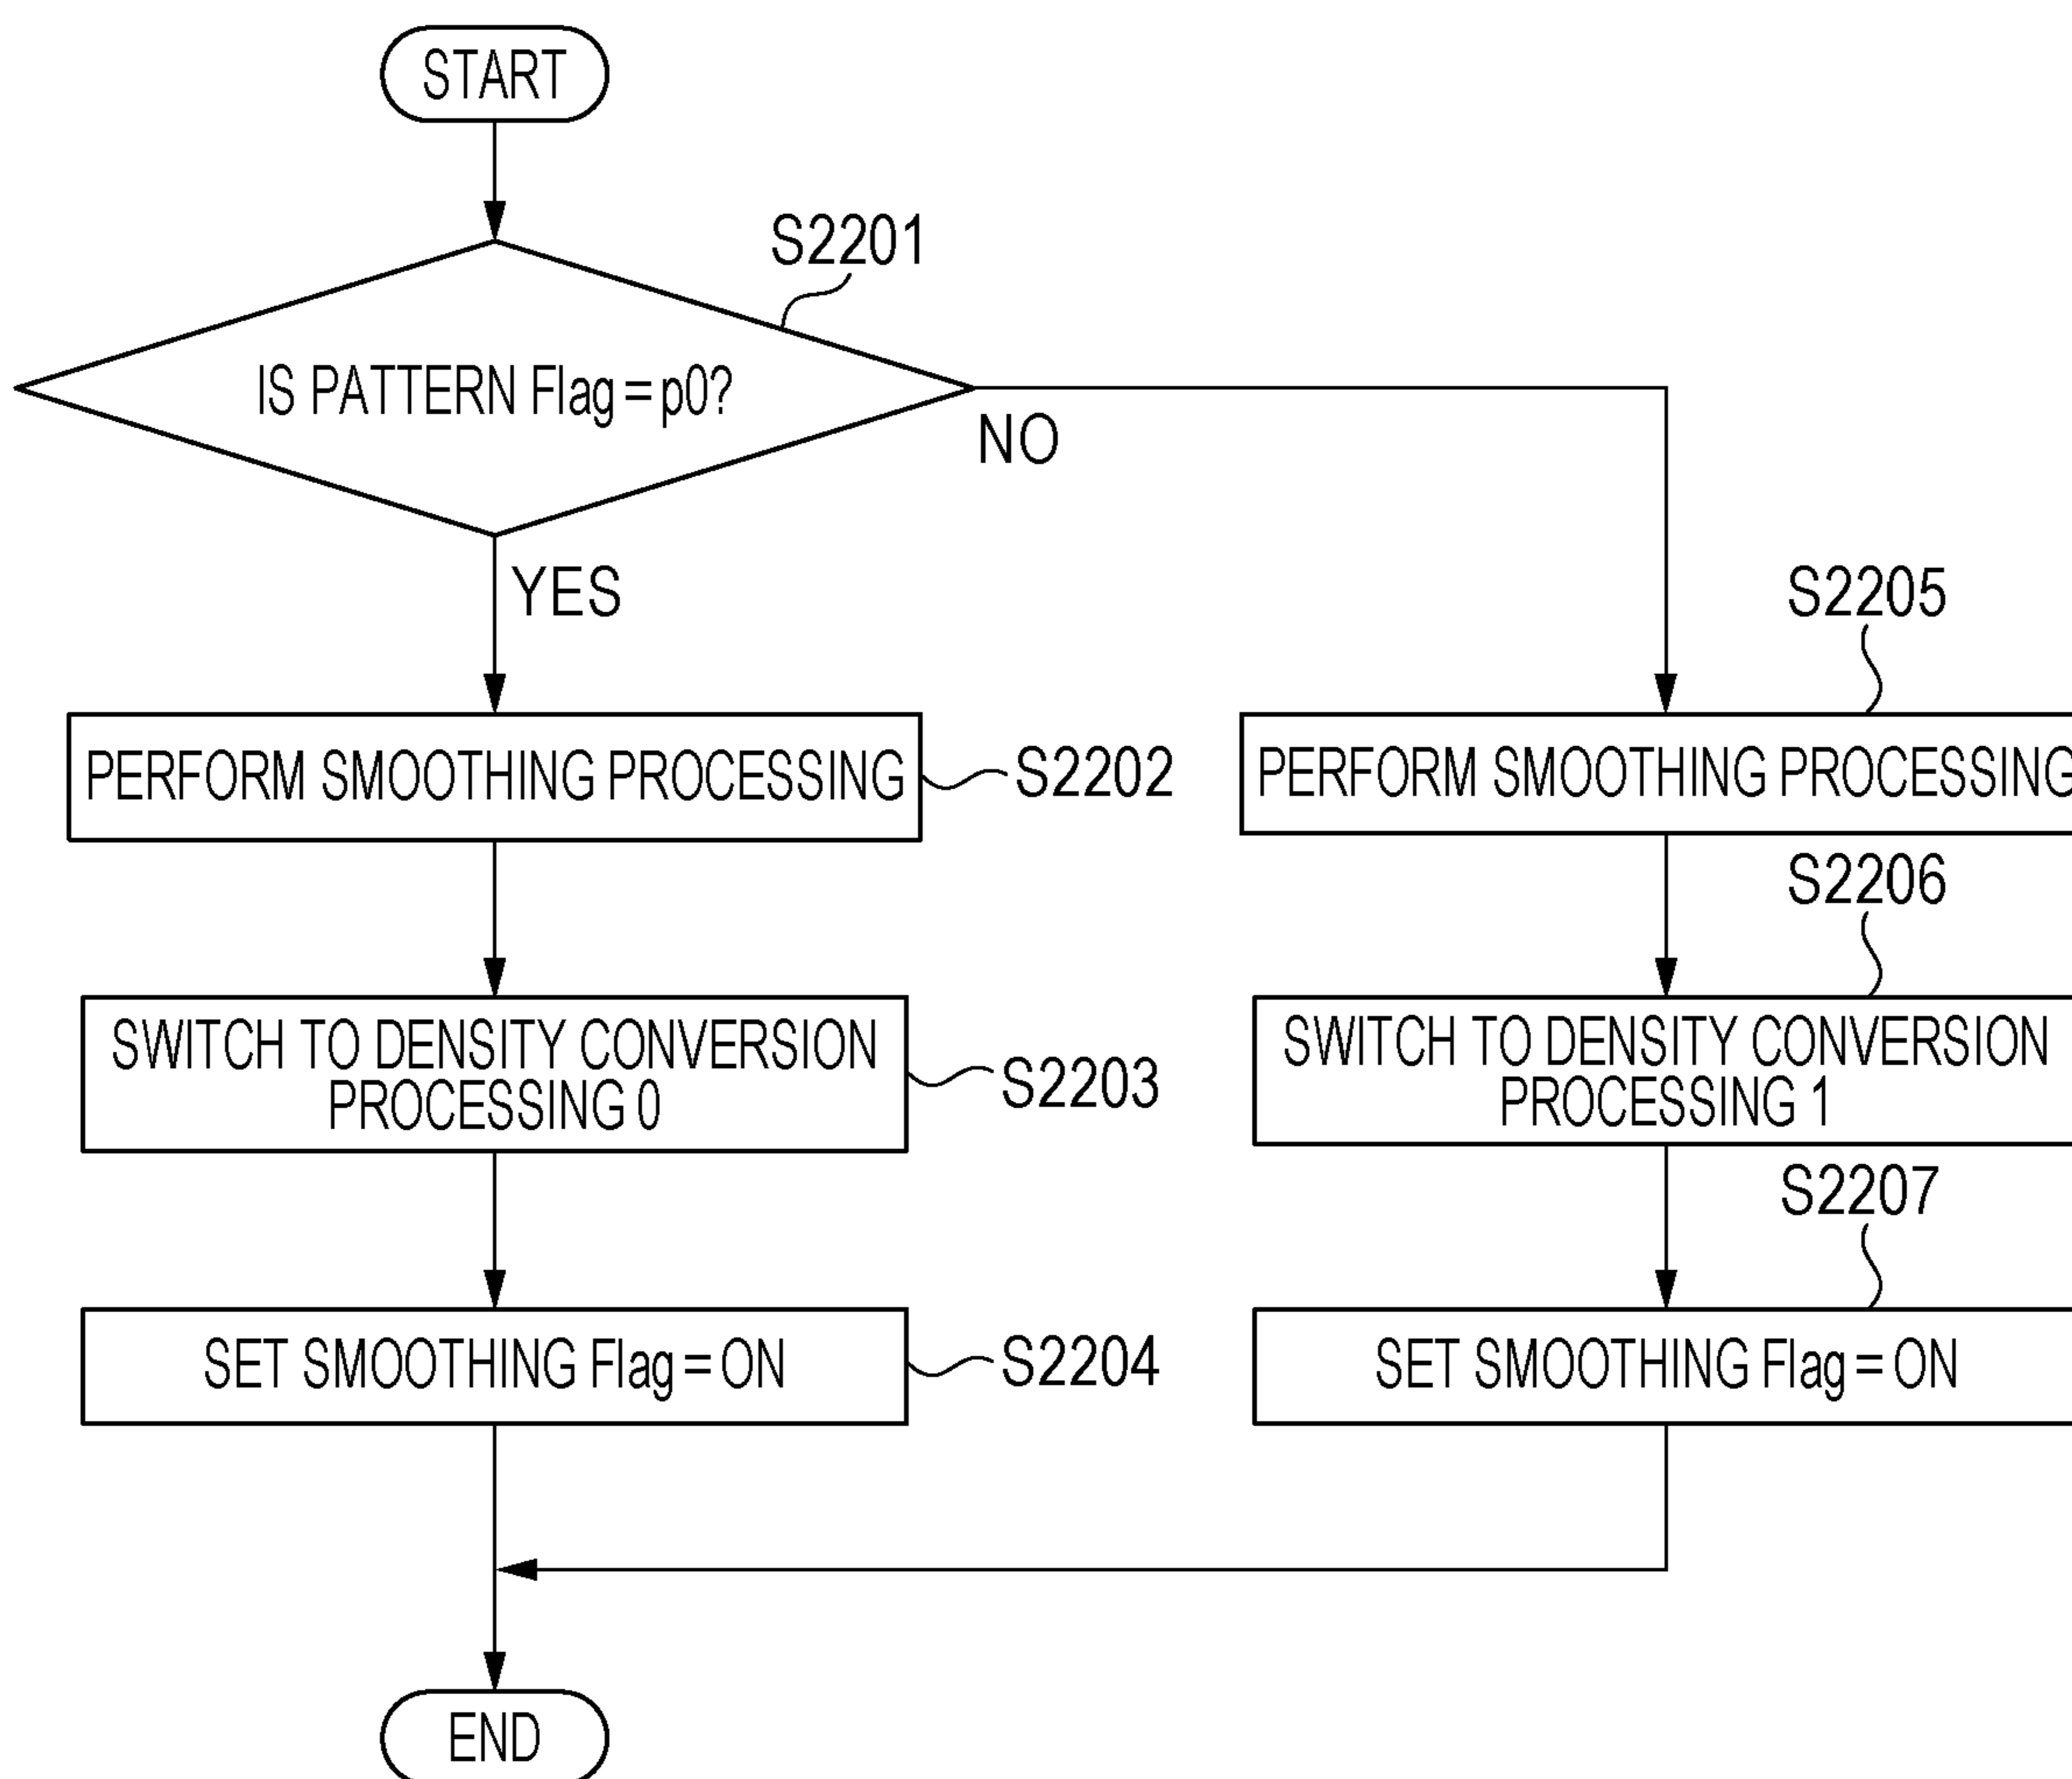 START
S2201
IS PATTERN Flag = p0?
NO
YES
PERFORM SMOOTHING PROCESSING
S2202
SWITCH TO DENSITY CONVERSION
PROCESSING 0
S2203
SET SMOOTHING Flag = ON
S2204
S2205
PERFORM SMOOTHING PROCESSING
S2206
SWITCH TO DENSITY CONVERSION
PROCESSING 1
S2207
SET SMOOTHING Flag = ON
END